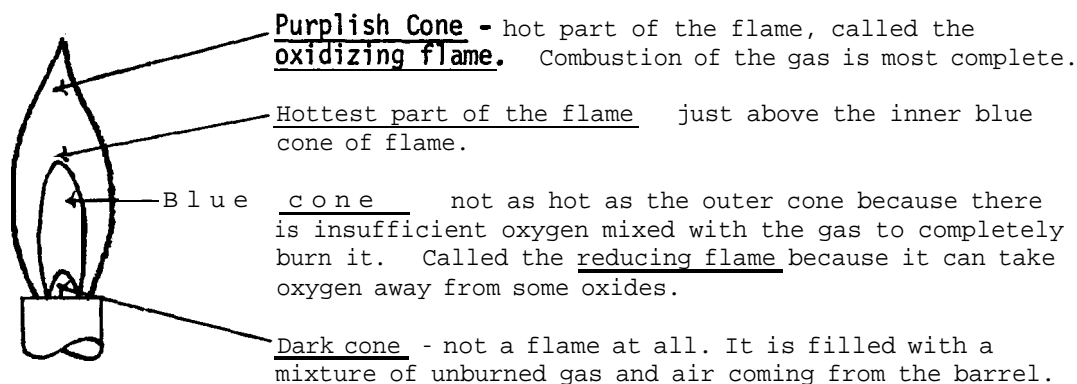 Purplish Cone - hot part of the flame, called the
oxidizing flame. Combustion of the gas is most complete.
Hottest part of the flame just above the inner blue
cone of flame.
Blue cone not as hot as the outer cone because there
is insufficient oxygen mixed with the gas to completely
burn it. Called the reducing flame because it can take
oxygen away from some oxides.
Dark cone - not a flame at all. It is filled with a
mixture of unburned gas and air coming from the barrel.